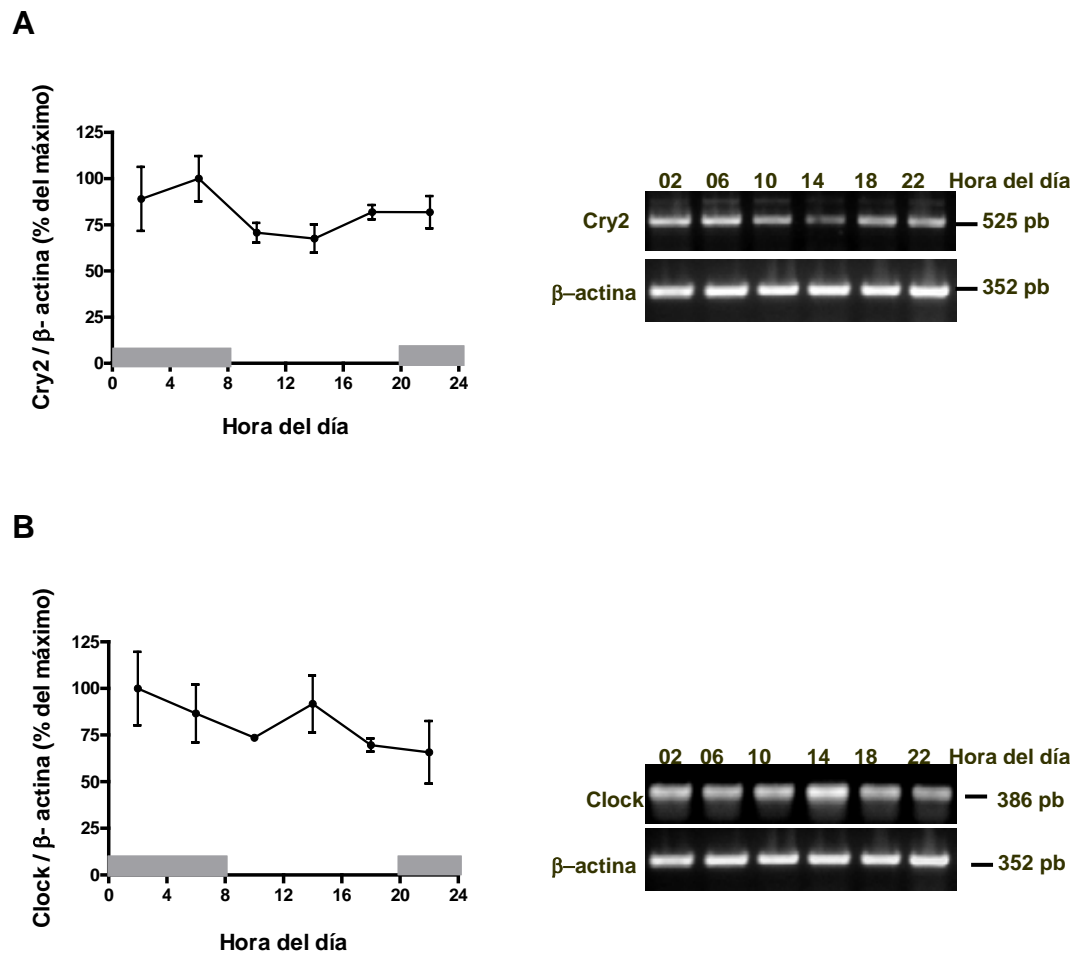 A
Cry2 / β- actina (% del máximo)
125
100
75
50
25
0
0 4 8 12 16 20 24
Hora del día
02 06 10 14 18 22 Hora del día
Cry2 525 pb
β–actina 352 pb
B
Clock / β- actina (% del máximo)
125
100
75
50
25
0
0 4 8 12 16 20 24
Hora del día
02 06 10 14 18 22 Hora del día
Clock 386 pb
β–actina 352 pb